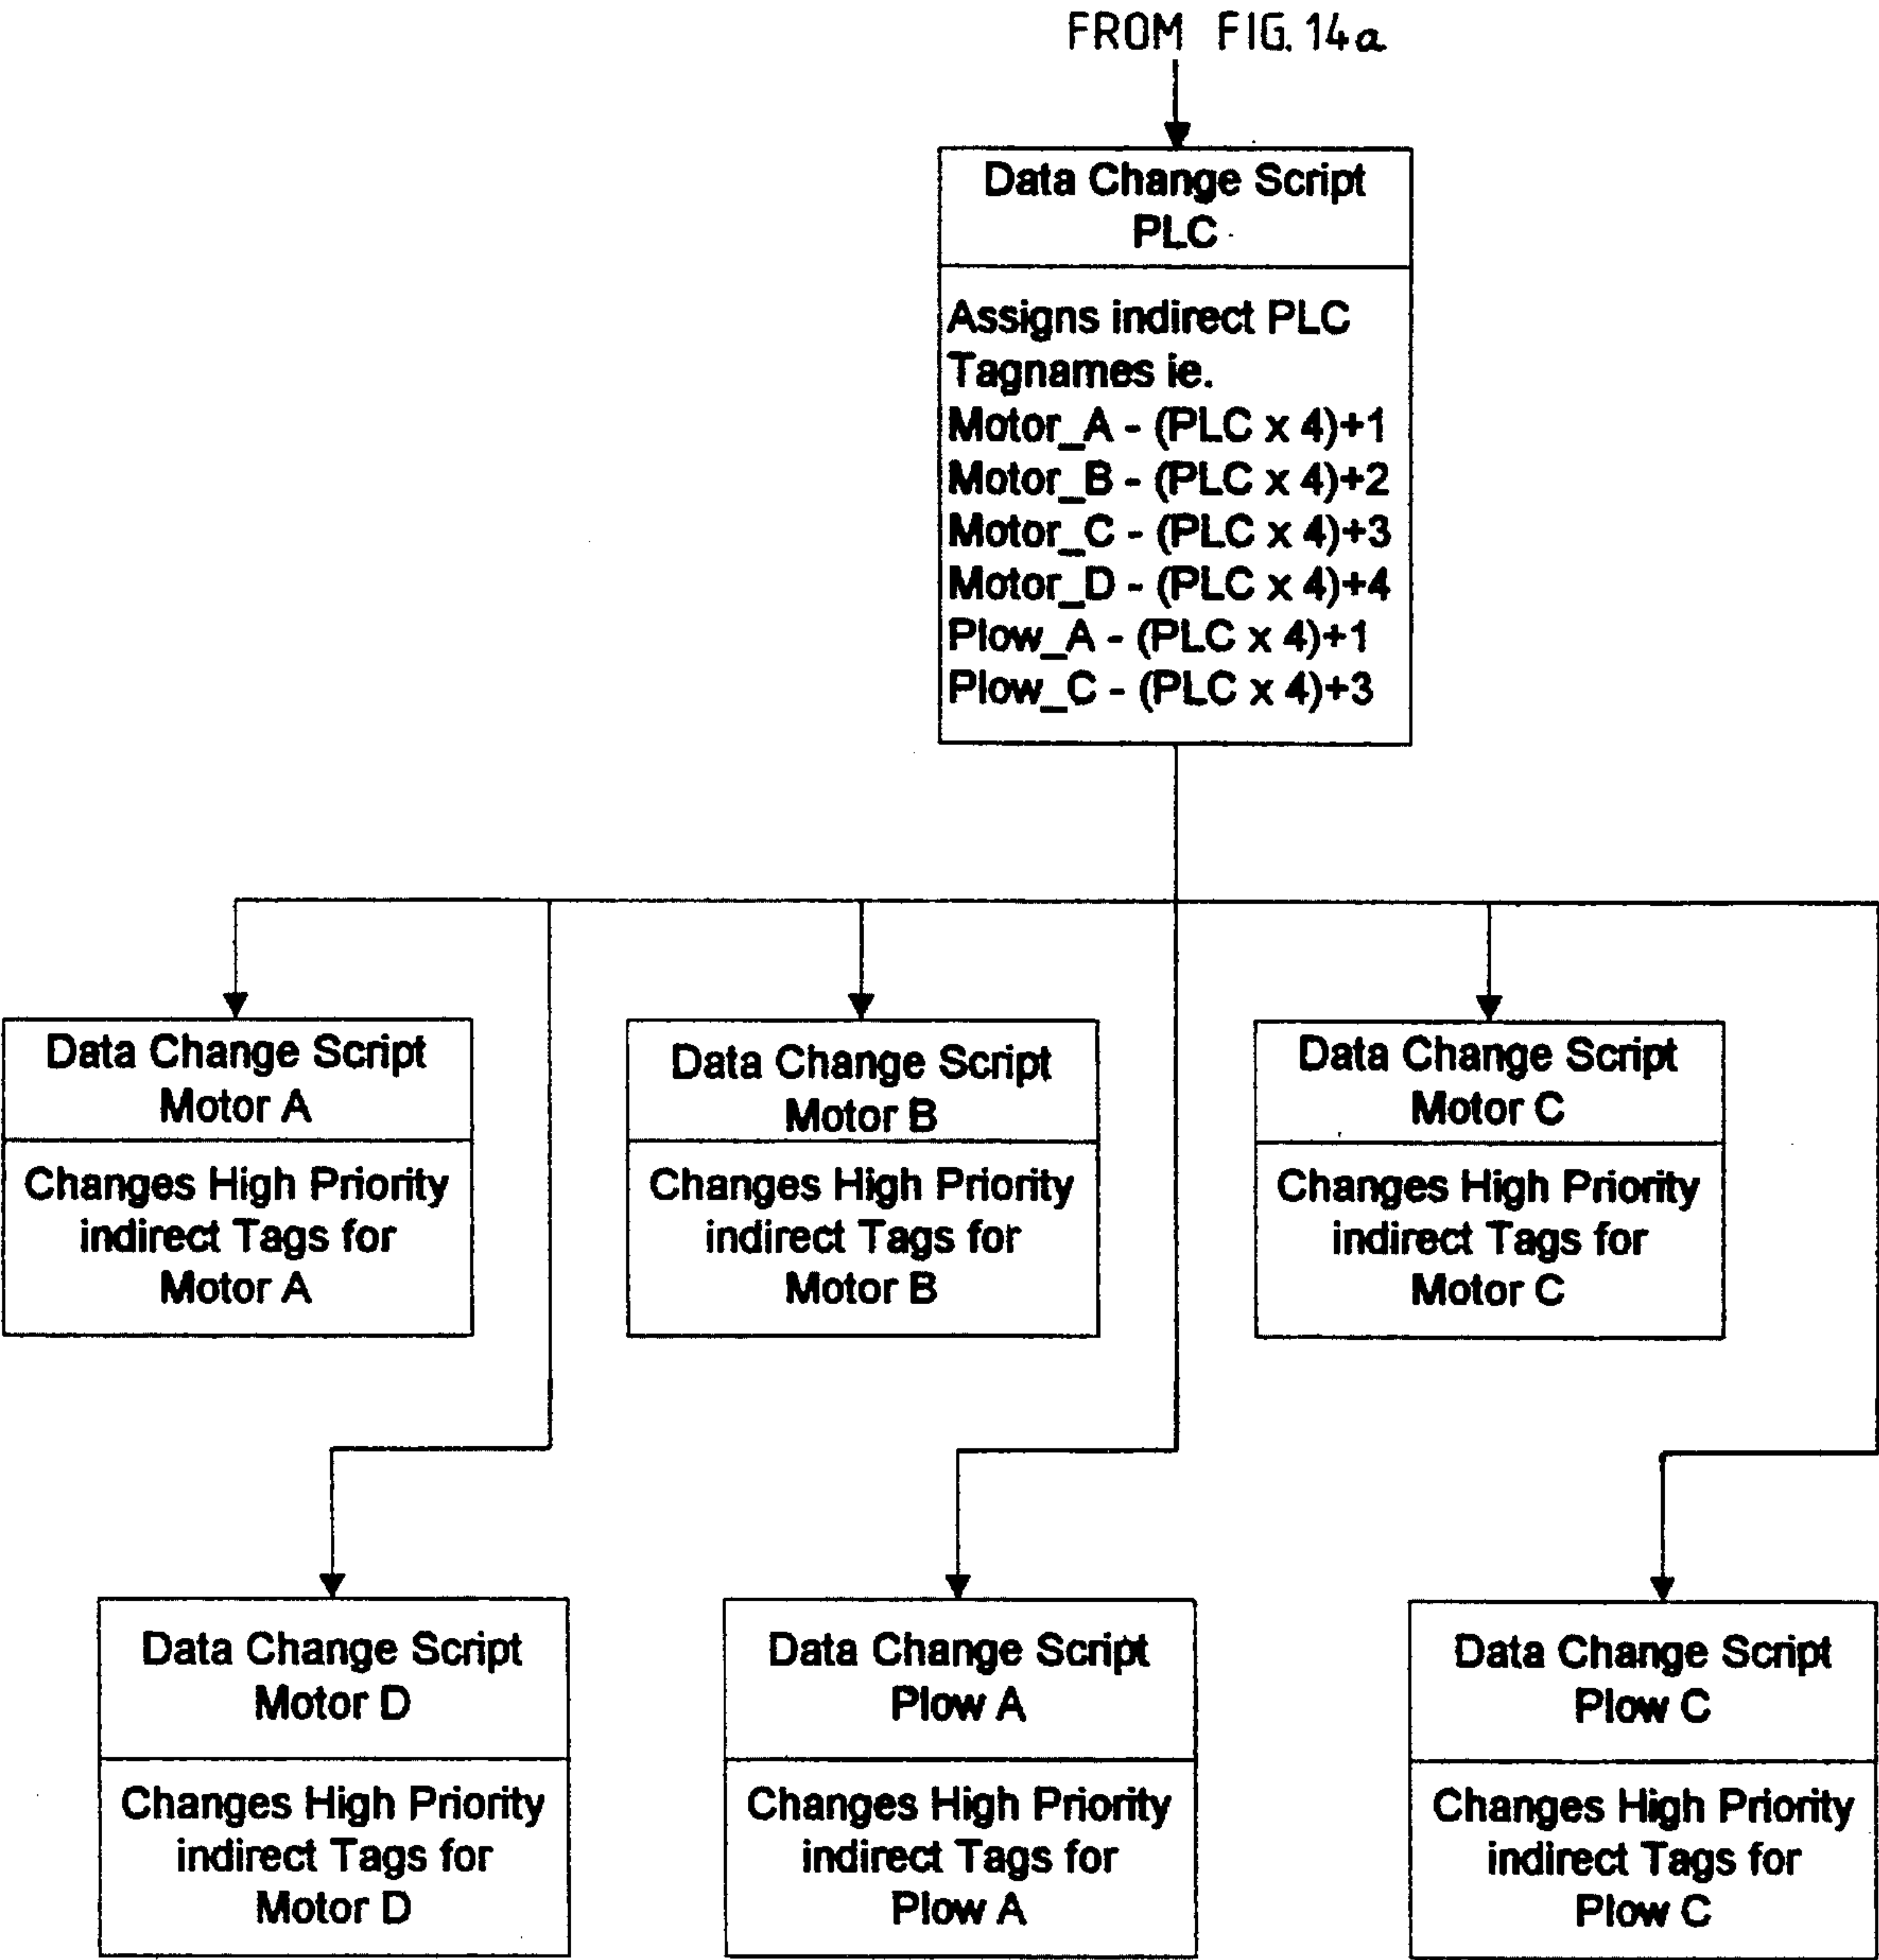 FROM FIG. 14a
Data Change Script
PLC
Assigns indirect PLC
Tagnames ie.
Motor_A - (PLC x 4)+1
Motor_B - (PLC x 4)+2
Motor_C - (PLC x 4)+3
Motor_D - (PLC x 4)+4
Plow_A - (PLC x 4)+1
Plow_C - (PLC x 4)+3
Data Change Script
Motor A
Changes High Priority
indirect Tags for
Motor A
Data Change Script
Motor B
Changes High Priority
indirect Tags for
Motor B
Data Change Script
Motor C
Changes High Priority
indirect Tags for
Motor C
Data Change Script
Motor D
Changes High Priority
indirect Tags for
Motor D
Data Change Script
Plow A
Changes High Priority
indirect Tags for
Plow A
Data Change Script
Plow C
Changes High Priority
indirect Tags for
Plow C